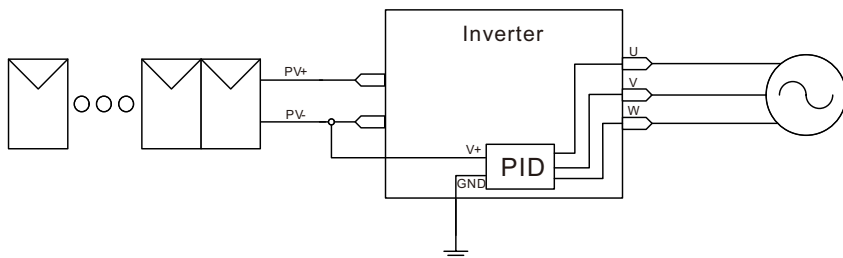 Inverter
U
PV+
V
PV-
W
V+
PID
GND